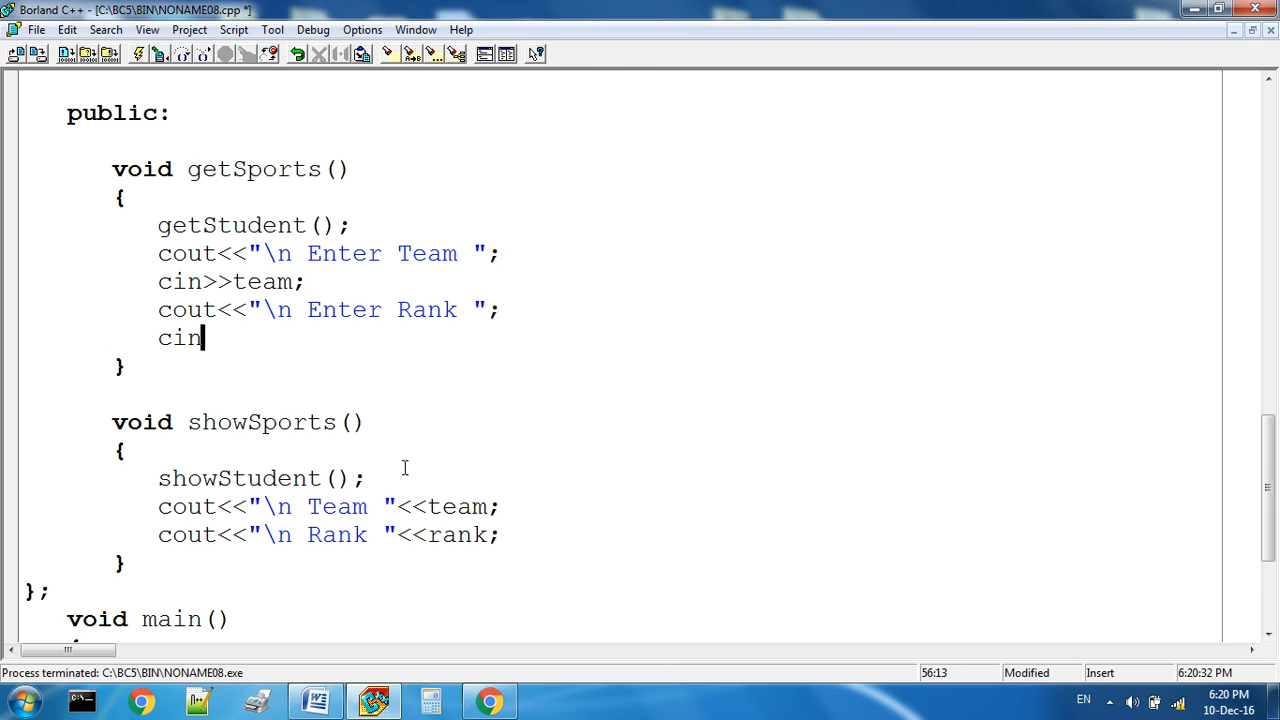 Borland C++ - [C:\BC5\BIN\NONAME08.cpp *]
File Edit Search View Project Script Tool Debug Options Window Help
public:
void getSports()
{
getStudent();
cout<<"\n Enter Team ";
cin>>team;
cout<<"\n Enter Rank ";
cin
}
void showSports()
{
showStudent();
cout<<"\n Team "<<team;
cout<<"\n Rank "<<rank;
}
};
void main()
Process terminated: C:\BC5\BIN\NONAME08.exe 56:13 Modified Insert 6:20:32 PM
EN 6:20 PM
10-Dec-16